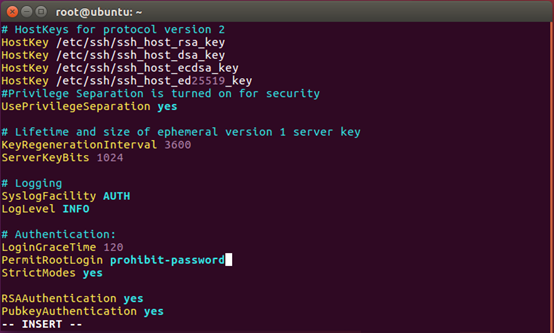 root@ubuntu: ~
# HostKeys for protocol version 2
HostKey /etc/ssh/ssh_host_rsa_key
HostKey /etc/ssh/ssh_host_dsa_key
HostKey /etc/ssh/ssh_host_ecdsa_key
HostKey /etc/ssh/ssh_host_ed25519_key
#Privilege Separation is turned on for security
UsePrivilegeSeparation yes
# Lifetime and size of ephemeral version 1 server key
KeyRegenerationInterval 3600
ServerKeyBits 1024
# Logging
SyslogFacility AUTH
LogLevel INFO
# Authentication:
LoginGraceTime 120
PermitRootLogin prohibit-password
StrictModes yes
RSAAuthentication yes
PubkeyAuthentication yes
-- INSERT --